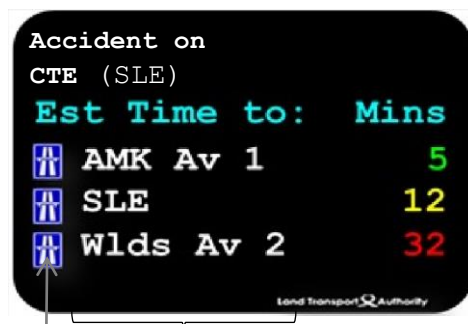 Accident on
CTE (SLE)
Est Time to: Mins
AMK Av 1 5
SLE 12
Wlds Av 2 32
Land Transport Authority